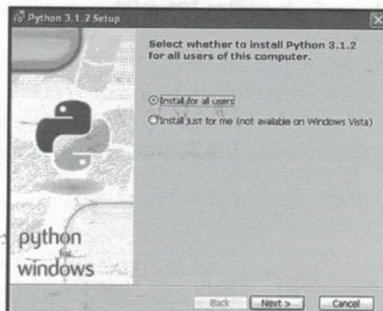 Python 3.1.2 Setup
Select whether to install Python 3.1.2
for all users of this computer.
Install for all users
Install just for me (not available on Windows Vista)
python
for
windows
Back
Next >
Cancel